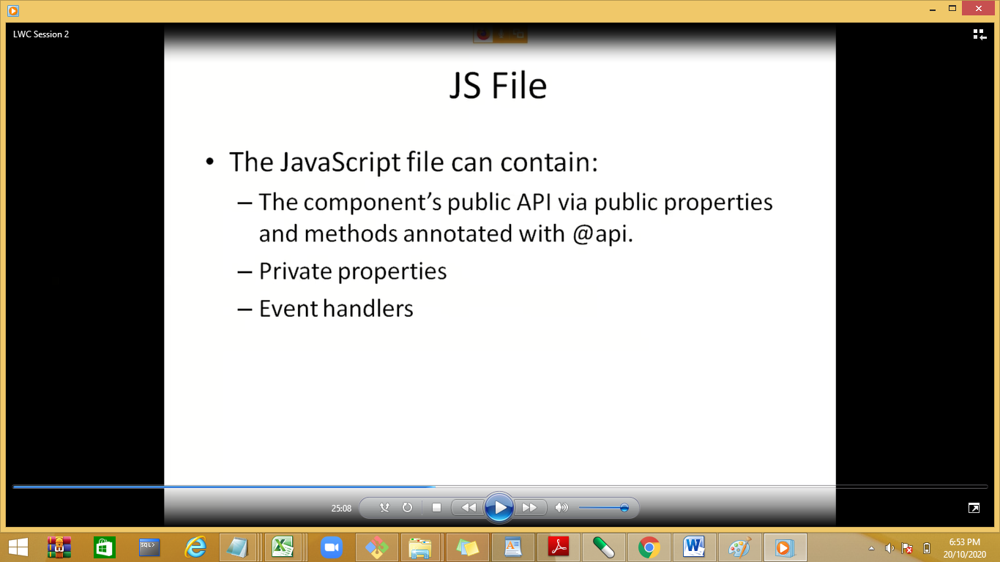 LWC Session 2
JS File
• The JavaScript file can contain:
– The component’s public API via public properties
and methods annotated with @api.
– Private properties
– Event handlers
25:08
SQL>
6:53 PM
20/10/2020